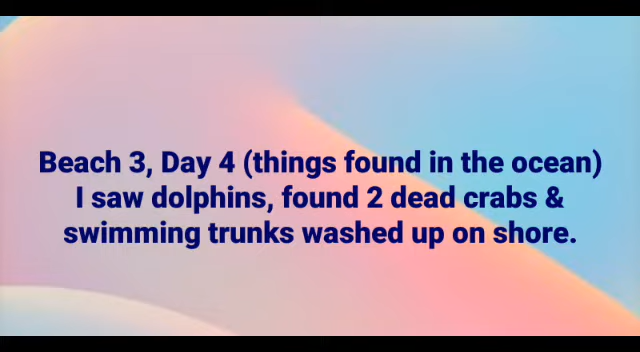 Beach 3, Day 4 (things found in the ocean)
I saw dolphins, found 2 dead crabs &
swimming trunks washed up on shore.